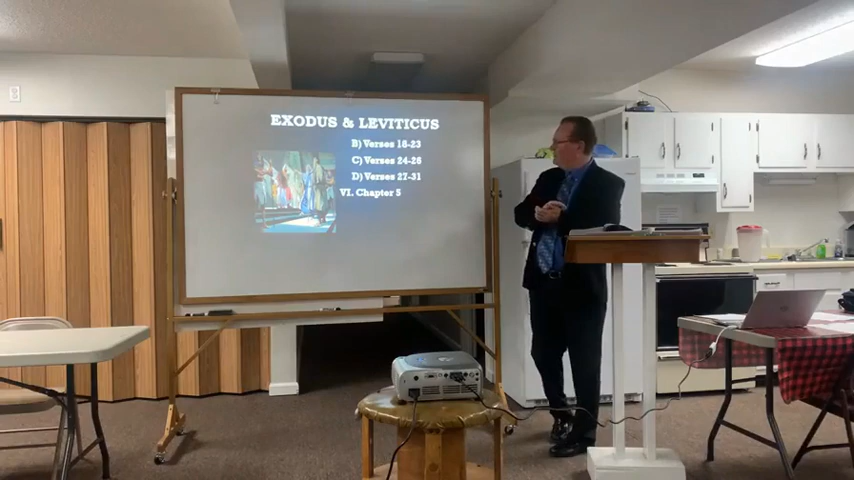 EXODUS & LEVITICUS
B) Verses 18-23
C) Verses 24-26
D) Verses 27-31
VI. Chapter 5